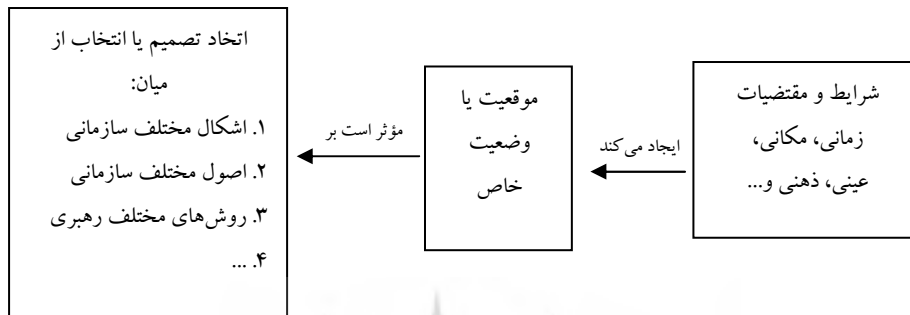 شرایط و مقتضیات
زمانی، مکانی،
عینی، ذهنی و...
ایجاد می‌کند
موقعیت یا
وضعیت
خاص
مؤثر است بر
اتخاد تصمیم یا انتخاب از
میان:
۱. اشکال مختلف سازمانی
۲. اصول مختلف سازمانی
۳. روش‌های مختلف رهبری
۴. ...